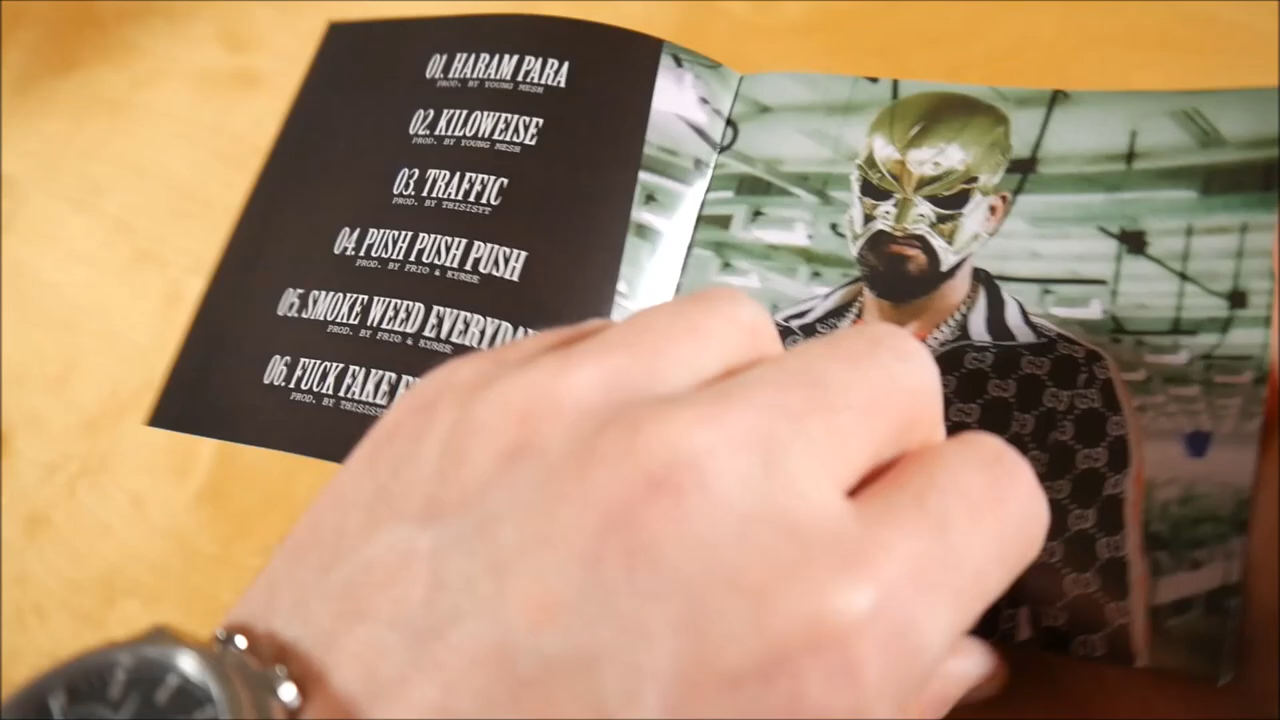 01. HARAM PARA
PROD. BY YOUNG MESH
02. KILOWEISE
PROD. BY YOUNG MESH
03. TRAFFIC
PROD. BY THISISYT
04. PUSH PUSH PUSH
PROD. BY FRIO & KYREE
05. SMOKE WEED EVERYDAY
PROD. BY FRIO & KYREE
06. FUCK FAKE
PROD. BY THISISYT